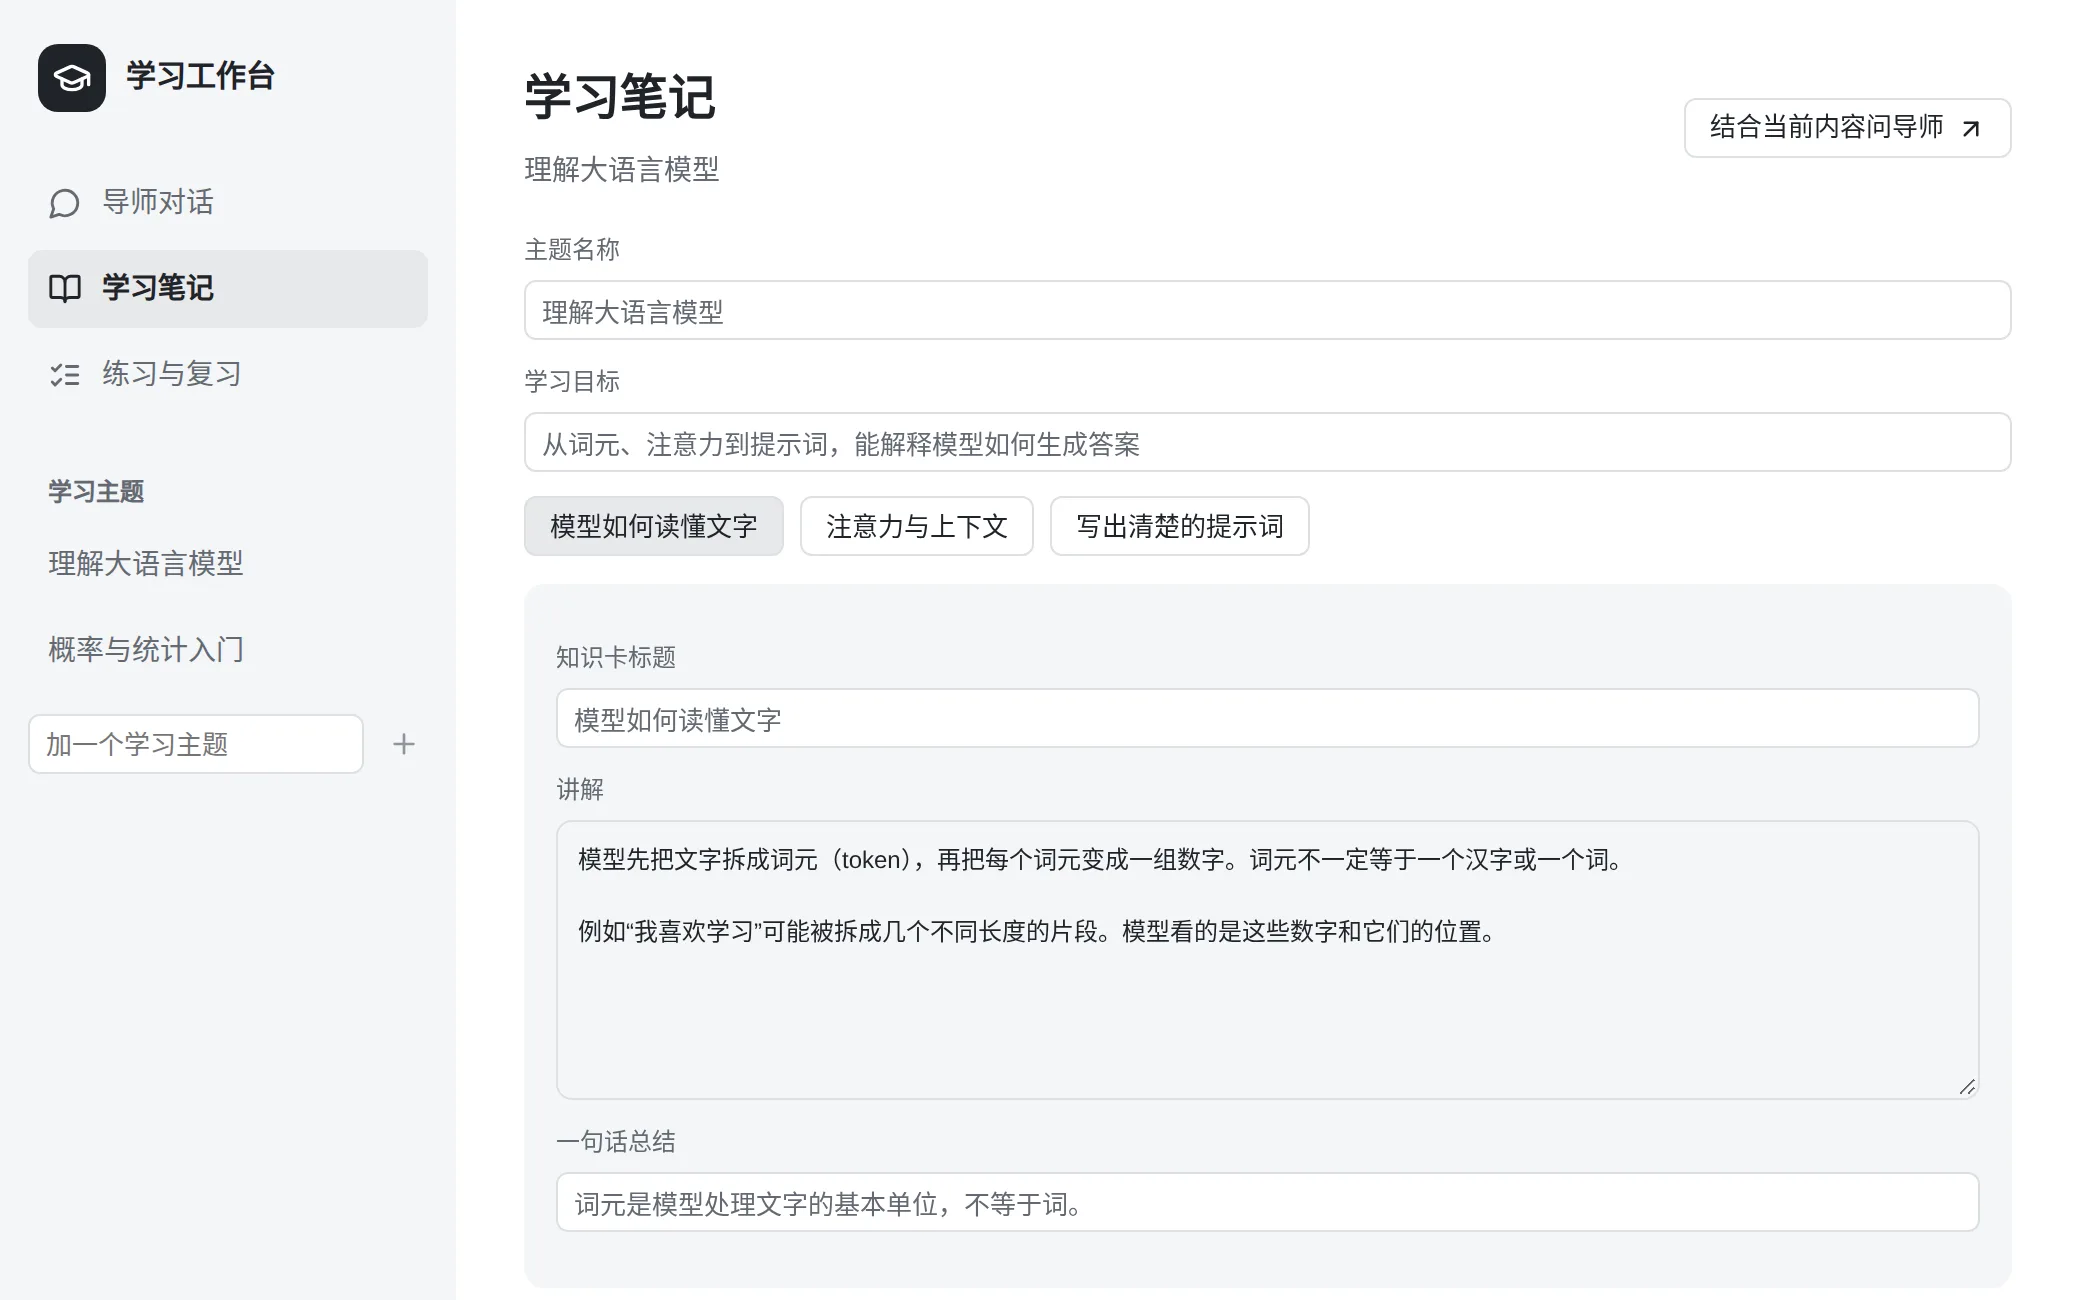 学习工作台
导师对话
学习笔记
练习与复习
学习主题
理解大语言模型
概率与统计入门
加一个学习主题
学习笔记
理解大语言模型
结合当前内容问导师
主题名称
理解大语言模型
学习目标
从词元、注意力到提示词，能解释模型如何生成答案
模型如何读懂文字
注意力与上下文
写出清楚的提示词
知识卡标题
模型如何读懂文字
讲解
模型先把文字拆成词元（token），再把每个词元变成一组数字。词元不一定等于一个汉字或一个词。
例如“我喜欢学习”可能被拆成几个不同长度的片段。模型看的是这些数字和它们的位置。
一句话总结
词元是模型处理文字的基本单位，不等于词。